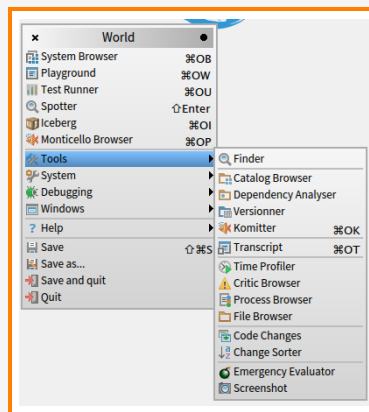 World
System Browser ⌘OB
Playground ⌘OW
Test Runner ⌘OU
Spotter ⇧Enter
Iceberg ⌘OI
Monticello Browser ⌘OP
Tools
System
Debugging
Windows
Help
Save ⇧⌘S
Save as...
Save and quit
Quit
Finder
Catalog Browser
Dependency Analyser
Versionner
Komitter ⌘OK
Transcript ⌘OT
Time Profiler
Critic Browser
Process Browser
File Browser
Code Changes
Change Sorter
Emergency Evaluator
Screenshot